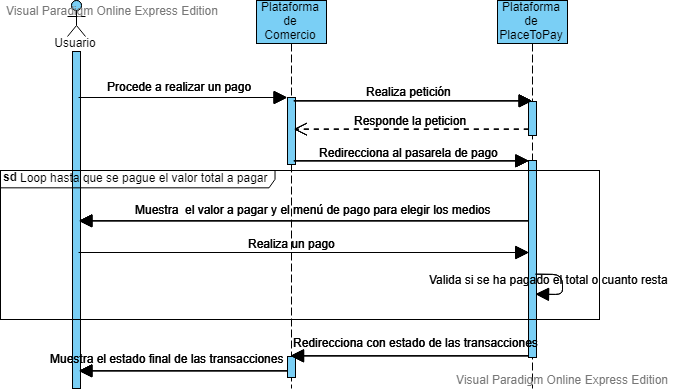 Visual Paradigm Online Express Edition
Usuario
Plataforma
de
Comercio
Plataforma
de
PlaceToPay
Procede a realizar un pago
Realiza petición
Responde la peticion
Redirecciona al pasarela de pago
sd Loop hasta que se pague el valor total a pagar
Muestra el valor a pagar y el menú de pago para elegir los medios
Realiza un pago
Valida si se ha pagado el total o cuanto resta
Redirecciona con estado de las transacciones
Muestra el estado final de las transacciones
Visual Paradigm Online Express Edition